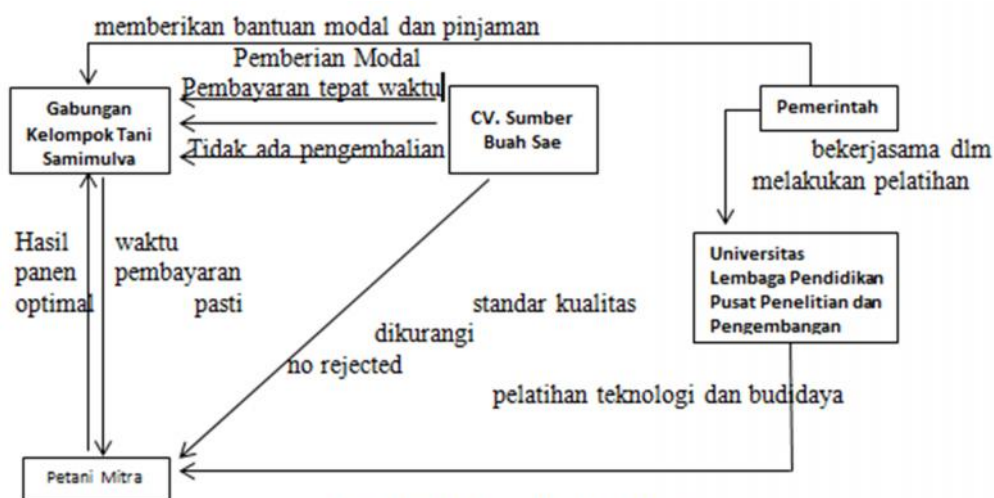 memberikan bantuan modal dan pinjaman
Pemberian Modal
Pembayaran tepat waktu
Gabungan
Kelompok Tani
Samimulva
CV. Sumber
Buah Sae
Pemerintah
Tidak ada pengembalian
bekerjasama dlm
melakukan pelatihan
Hasil
panen
optimal
waktu
pembayaran
pasti
Universitas
Lembaga Pendidikan
Pusat Penelitian dan
Pengembangan
standar kualitas
dikurangi
no rejected
pelatihan teknologi dan budidaya
Petani Mitra